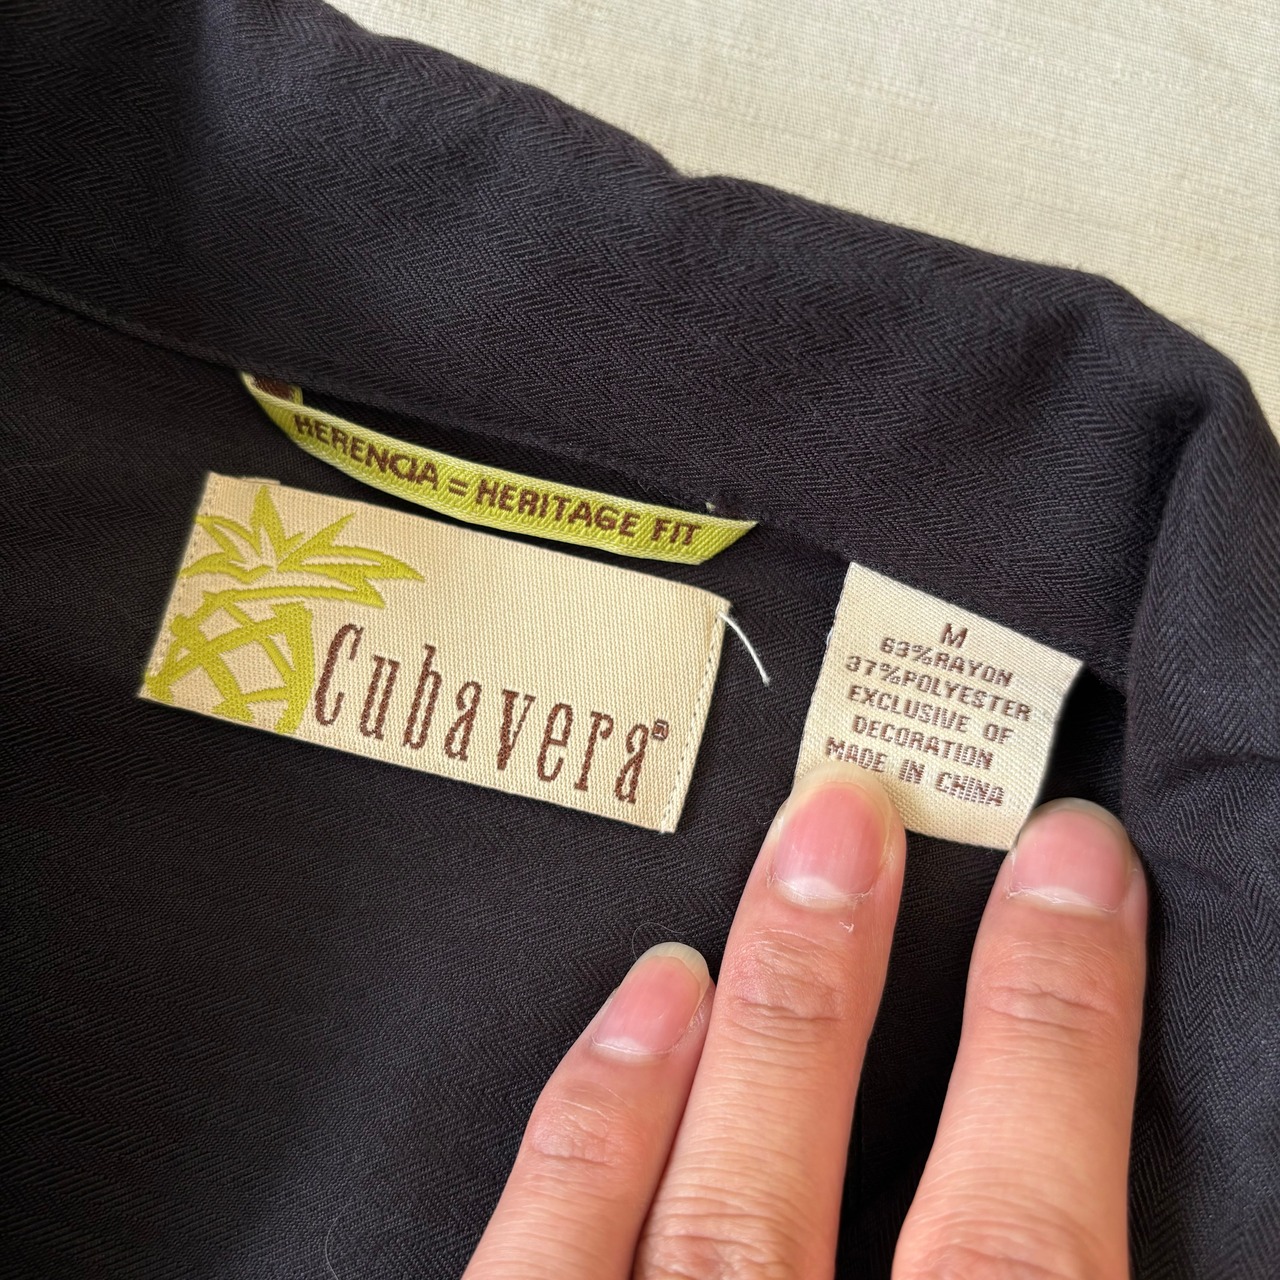 HERENCIA = HERITAGE FIT
Cubavera®
M
63%RAYON
37%POLYESTER
EXCLUSIVE OF
DECORATION
MADE IN CHINA